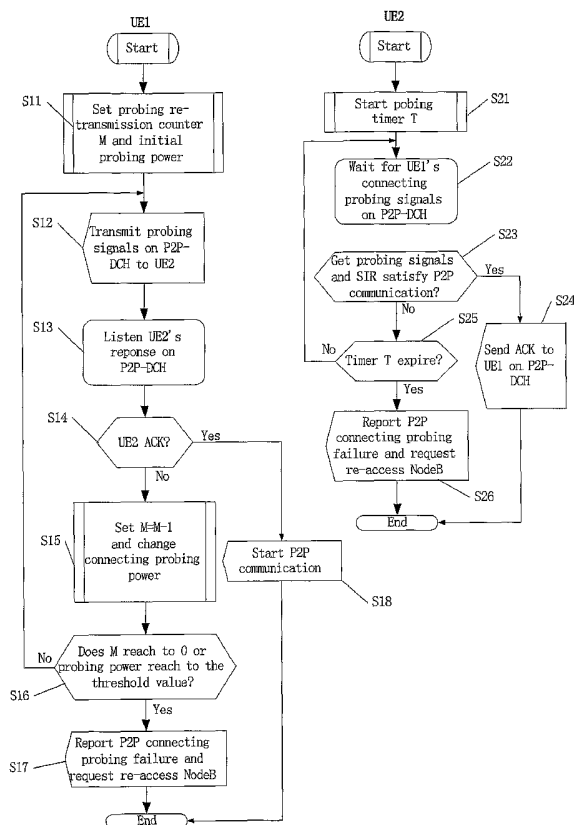 UE1
Start
S11
Set probing re-
transmission counter
M and initial
probing power
S12
Transmit probing
signals on P2P-
DCH to UE2
S13
Listen UE2's
reponse on
P2P-DCH
S14
UE2 ACK?
Yes
No
S15
Set M=M-1
and change
connecting probing
power
Start P2P
communication
S18
No
Does M reach to 0 or
probing power reach to the
threshold value?
S16
Yes
S17
Report P2P connecting
probing failure and
request re-access NodeB
End
UE2
Start
Start pobing
timer T
S21
Wait for UE1's
connecting
probing signals
on P2P-DCH
S22
S23
Get probing signals
and SIR satisfy P2P
communication?
Yes
No
S24
Send ACK to
UE1 on P2P-
DCH
S25
No
Timer T expire?
Yes
Report P2P
connecting probing
failure and request
re-access NodeB
S26
End